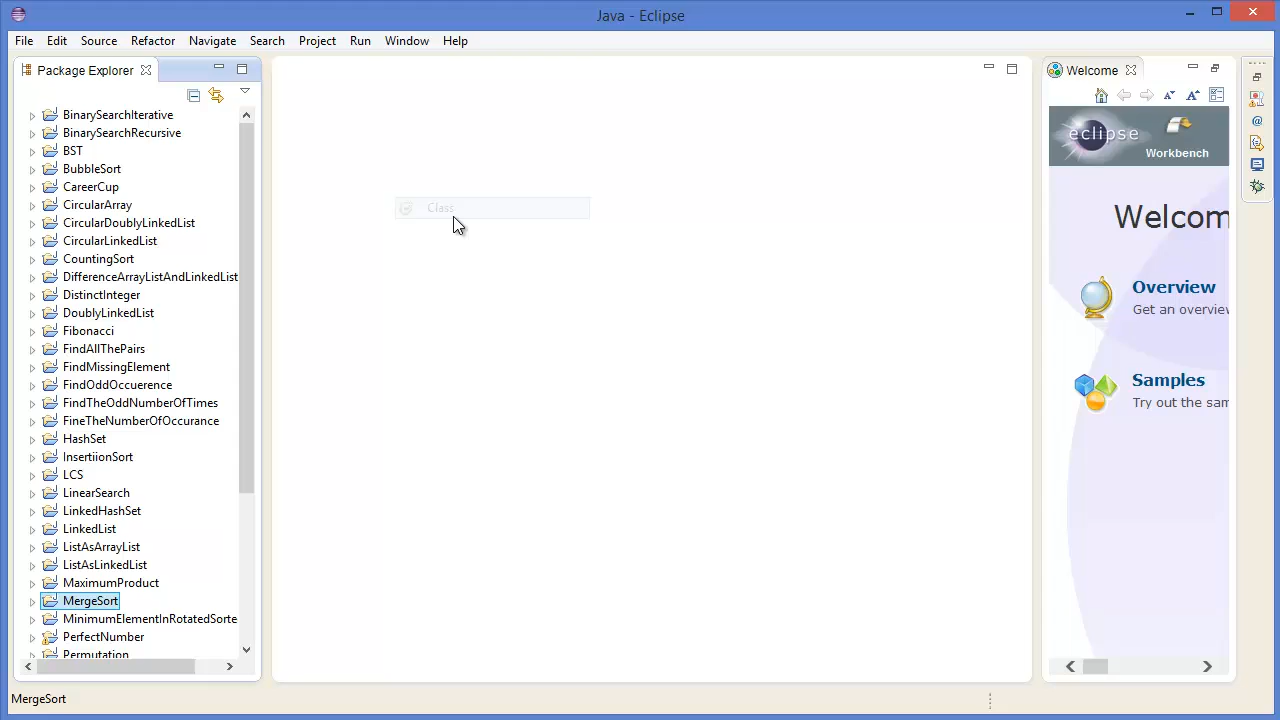 Java - Eclipse
File Edit Source Refactor Navigate Search Project Run Window Help
Package Explorer
BinarySearchIterative
BinarySearchRecursive
BST
BubbleSort
CareerCup
CircularArray
CircularDoublyLinkedList
CircularLinkedList
CountingSort
DifferenceArrayListAndLinkedList
DistinctInteger
DoublyLinkedList
Fibonacci
FindAllThePairs
FindMissingElement
FindOddOccuerence
FindTheOddNumberOfTimes
FineTheNumberOfOccurance
HashSet
InsertiionSort
LCS
LinearSearch
LinkedHashSet
LinkedList
ListAsArrayList
ListAsLinkedList
MaximumProduct
MergeSort
MinimumElementInRotatedSorte
PerfectNumber
Permutation
Class
Welcome
eclipse
Workbench
Welcom
Overview
Get an overview
Samples
Try out the sam
MergeSort